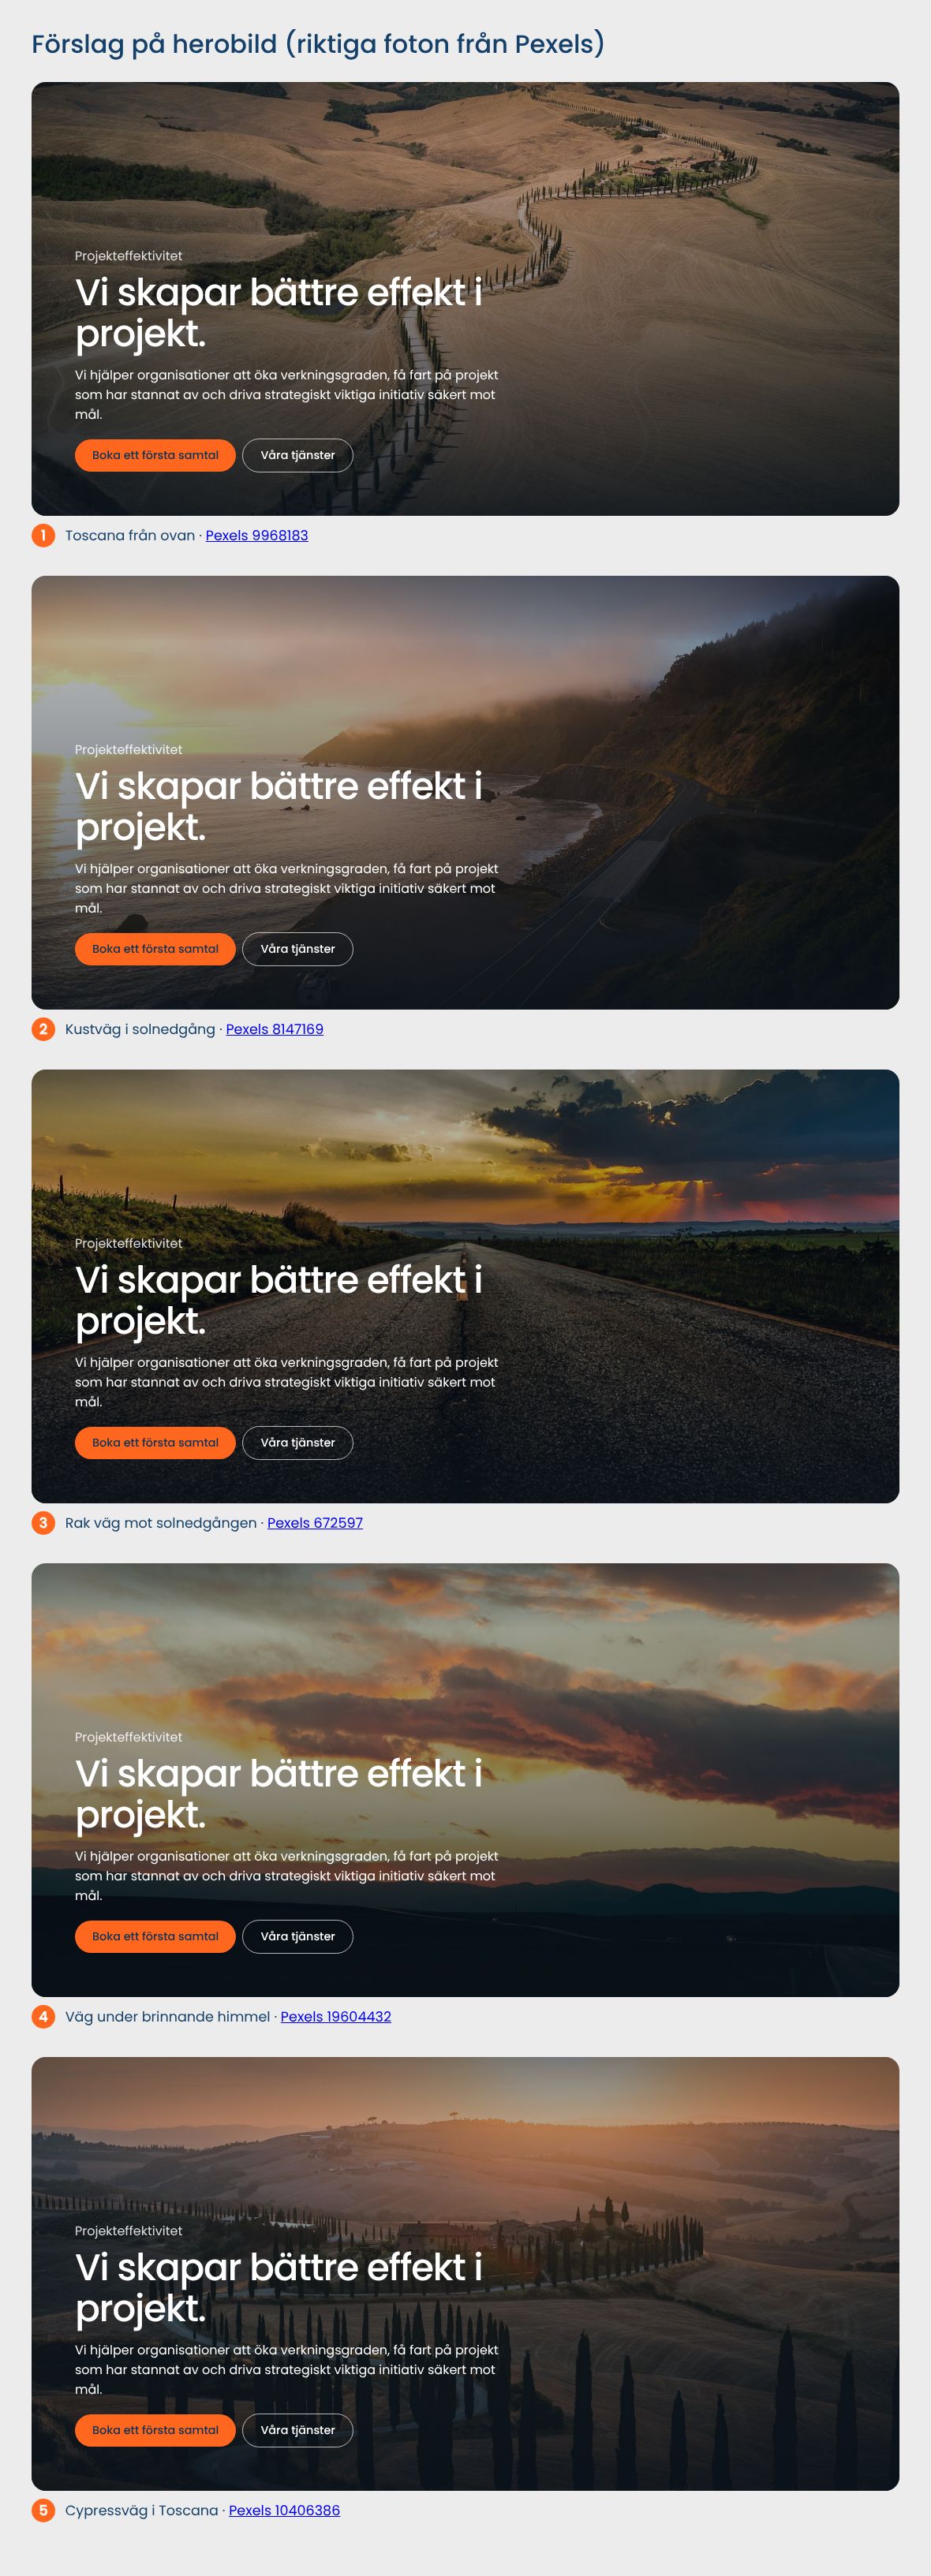 Förslag på herobild (riktiga foton från Pexels)
Projekteffektivitet
Vi skapar bättre effekt i
projekt.
Vi hjälper organisationer att öka verkningsgraden, få fart på projekt
som har stannat av och driva strategiskt viktiga initiativ säkert mot
mål.
Boka ett första samtal Våra tjänster
1 Toscana från ovan · Pexels 9968183
Projekteffektivitet
Vi skapar bättre effekt i
projekt.
Vi hjälper organisationer att öka verkningsgraden, få fart på projekt
som har stannat av och driva strategiskt viktiga initiativ säkert mot
mål.
Boka ett första samtal Våra tjänster
2 Kustväg i solnedgång · Pexels 8147169
Projekteffektivitet
Vi skapar bättre effekt i
projekt.
Vi hjälper organisationer att öka verkningsgraden, få fart på projekt
som har stannat av och driva strategiskt viktiga initiativ säkert mot
mål.
Boka ett första samtal Våra tjänster
3 Rak väg mot solnedgången · Pexels 672597
Projekteffektivitet
Vi skapar bättre effekt i
projekt.
Vi hjälper organisationer att öka verkningsgraden, få fart på projekt
som har stannat av och driva strategiskt viktiga initiativ säkert mot
mål.
Boka ett första samtal Våra tjänster
4 Väg under brinnande himmel · Pexels 19604432
Projekteffektivitet
Vi skapar bättre effekt i
projekt.
Vi hjälper organisationer att öka verkningsgraden, få fart på projekt
som har stannat av och driva strategiskt viktiga initiativ säkert mot
mål.
Boka ett första samtal Våra tjänster
5 Cypressväg i Toscana · Pexels 10406386